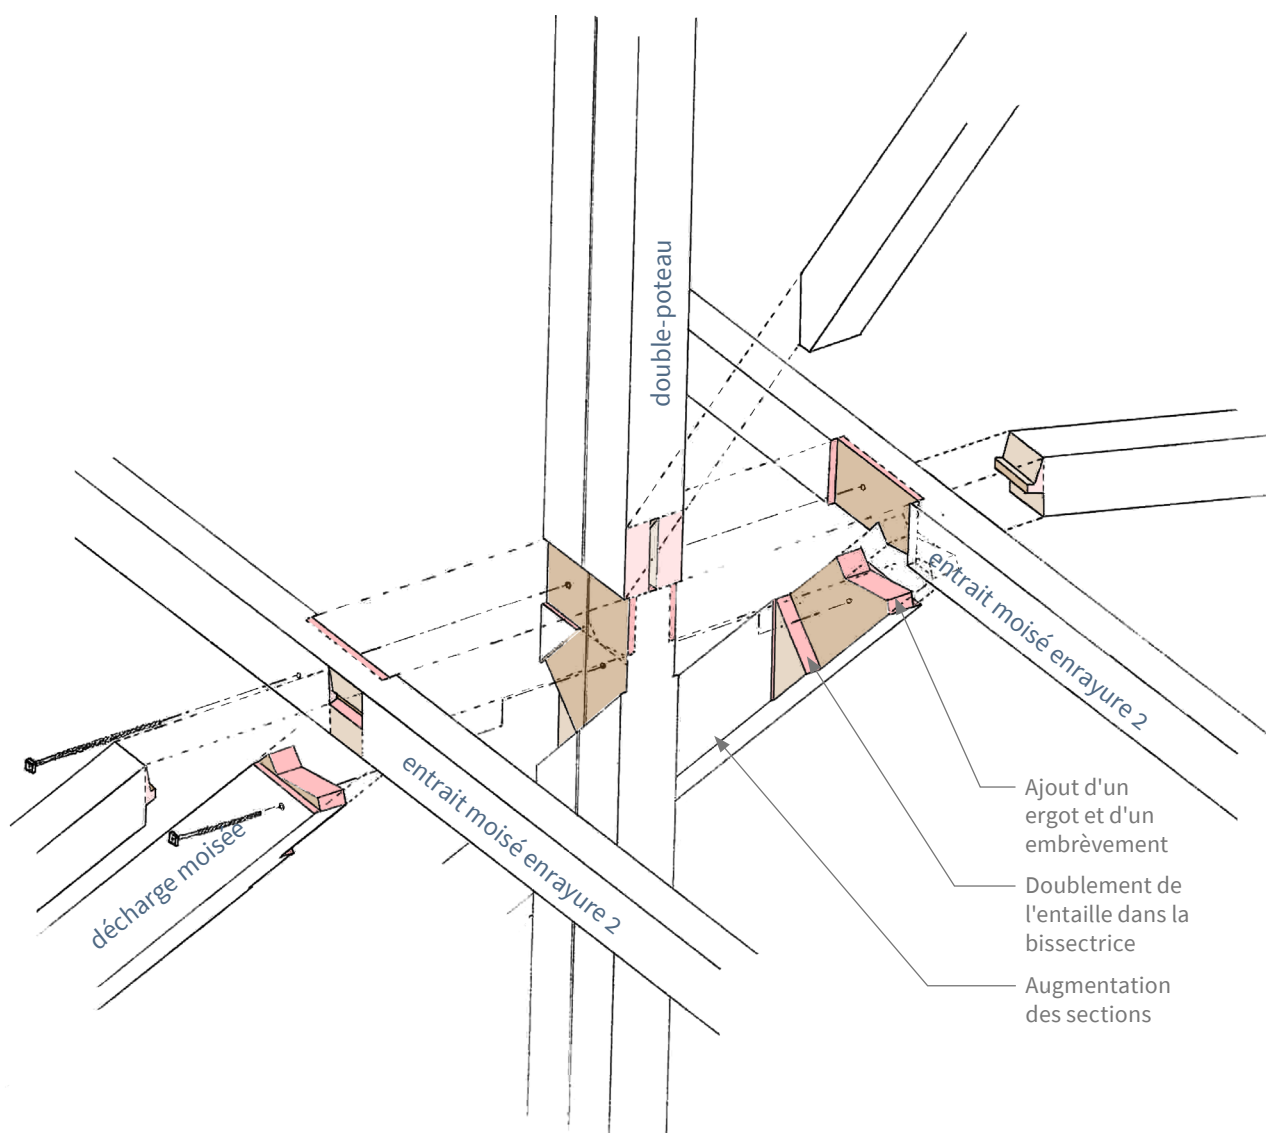 double-poteau
entrait moisé enrayure 2
entrait moisé enrayure 2
décharge moisée
Ajout d'un
ergot et d'un
embrèvement
Doublement de
l'entaille dans la
bissectrice
Augmentation
des sections